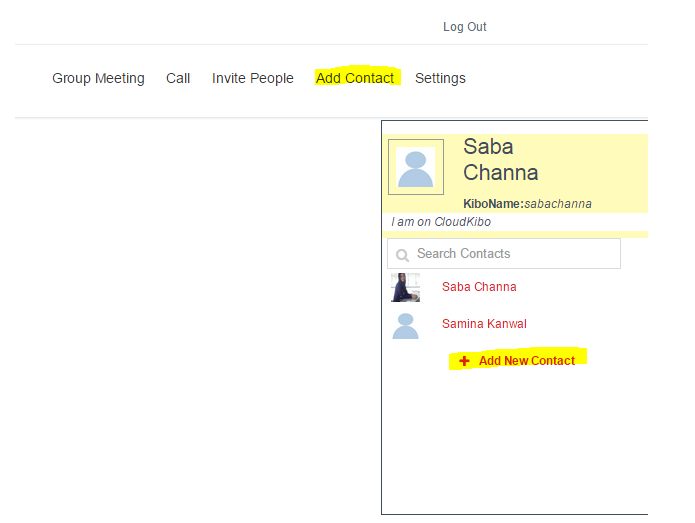 Log Out
Group Meeting Call Invite People Add Contact Settings
Saba
Channa
KiboName:sabachanna
I am on CloudKibo
Search Contacts
Saba Channa
Samina Kanwal
+ Add New Contact